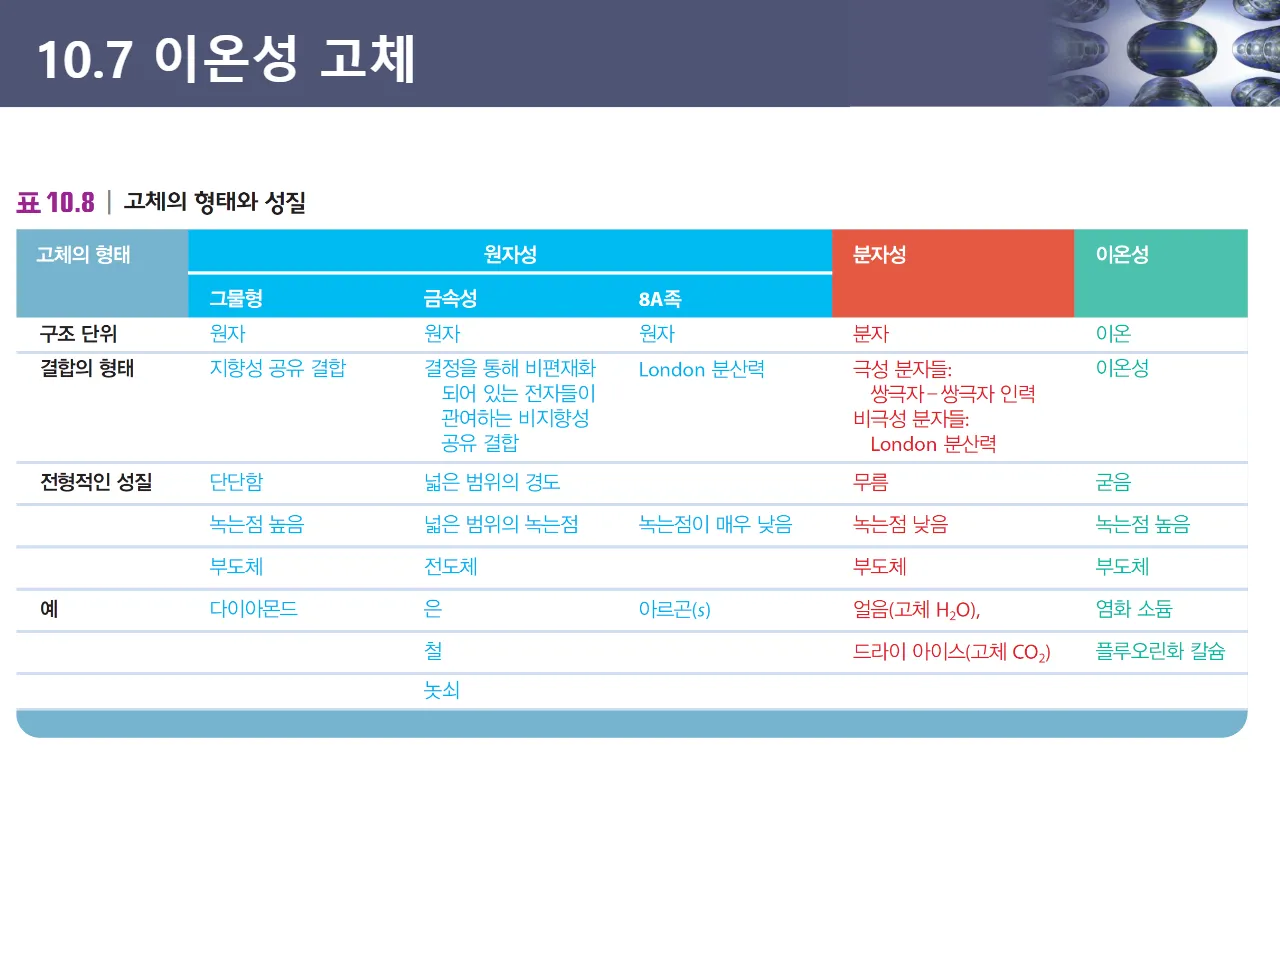 10.7 이온성 고체
표 10.8 | 고체의 형태와 성질
고체의 형태 원자성 분자성 이온성
그물형 금속성 8A족
구조 단위 원자 원자 원자 분자 이온
결합의 형태 지향성 공유 결합 결정을 통해 비편재화 London 분산력 극성 분자들: 이온성
되어 있는 전자들이 쌍극자–쌍극자 인력
관여하는 비지향성 비극성 분자들:
공유 결합 London 분산력
전형적인 성질 단단함 넓은 범위의 경도 무름 굳음
녹는점 높음 넓은 범위의 녹는점 녹는점이 매우 낮음 녹는점 낮음 녹는점 높음
부도체 전도체 부도체 부도체
예 다이아몬드 은 아르곤(s) 얼음(고체 H₂O), 염화 소듐
철 드라이 아이스(고체 CO₂) 플루오린화 칼슘
놋쇠